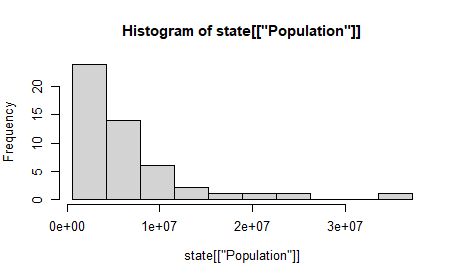 Histogram of state[["Population"]]
Frequency
20
15
10
5
0
0e+00 1e+07 2e+07 3e+07
state[["Population"]]